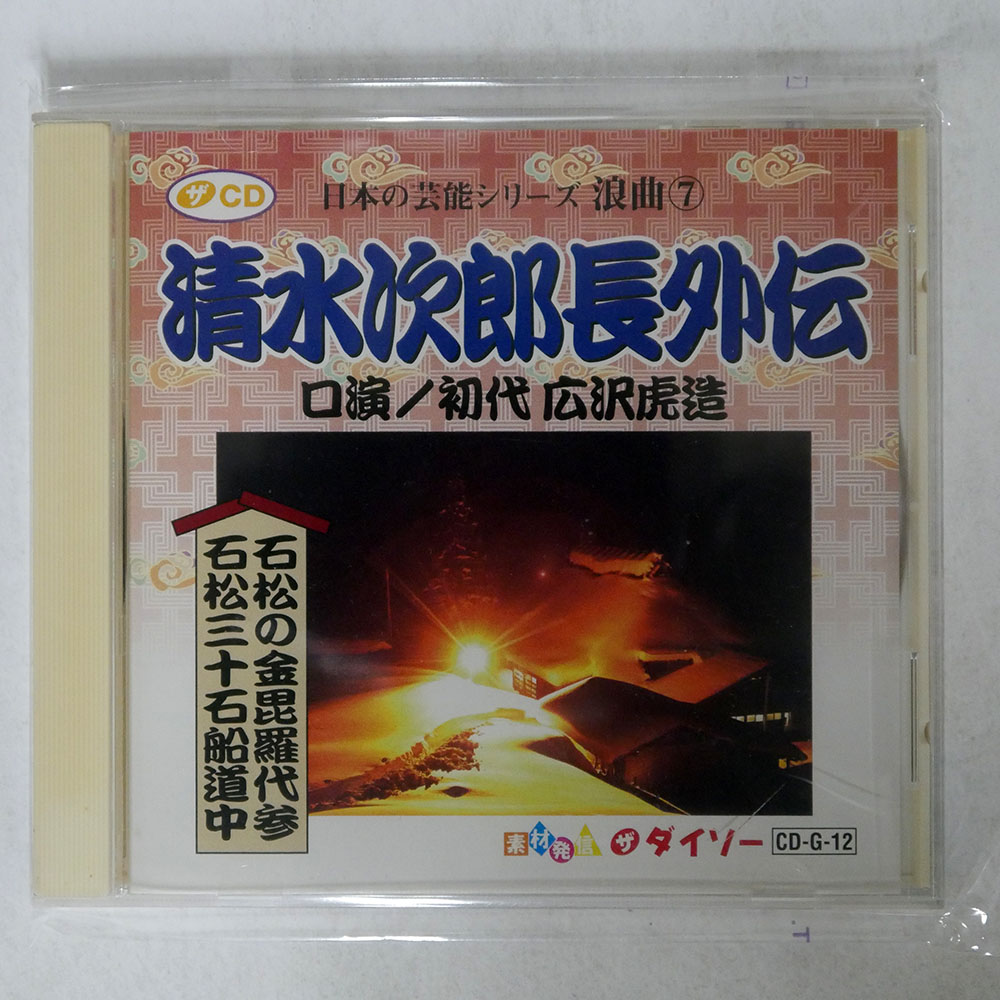 ザCD
日本の芸能シリーズ 浪曲⑦
清水次郎長外伝
口演/初代 広沢虎造
石松の金毘羅代参
石松三十石船道中
素材発信 ザ ダイソー CD-G-12
.T